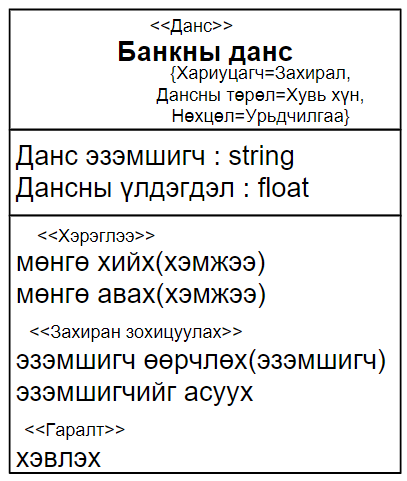 <<Данс>>
Банкны данс
{Хариуцагч=Захирал,
Дансны төрөл=Хувь хүн,
Нөхцөл=Урьдчилгаа}
Данс эзэмшигч : string
Дансны үлдэгдэл : float
<<Хэрэглээ>>
мөнгө хийх(хэмжээ)
мөнгө авах(хэмжээ)
<<Захиран зохицуулах>>
эзэмшигч өөрчлөх(эзэмшигч)
эзэмшигчийг асуух
<<Гаралт>>
хэвлэх